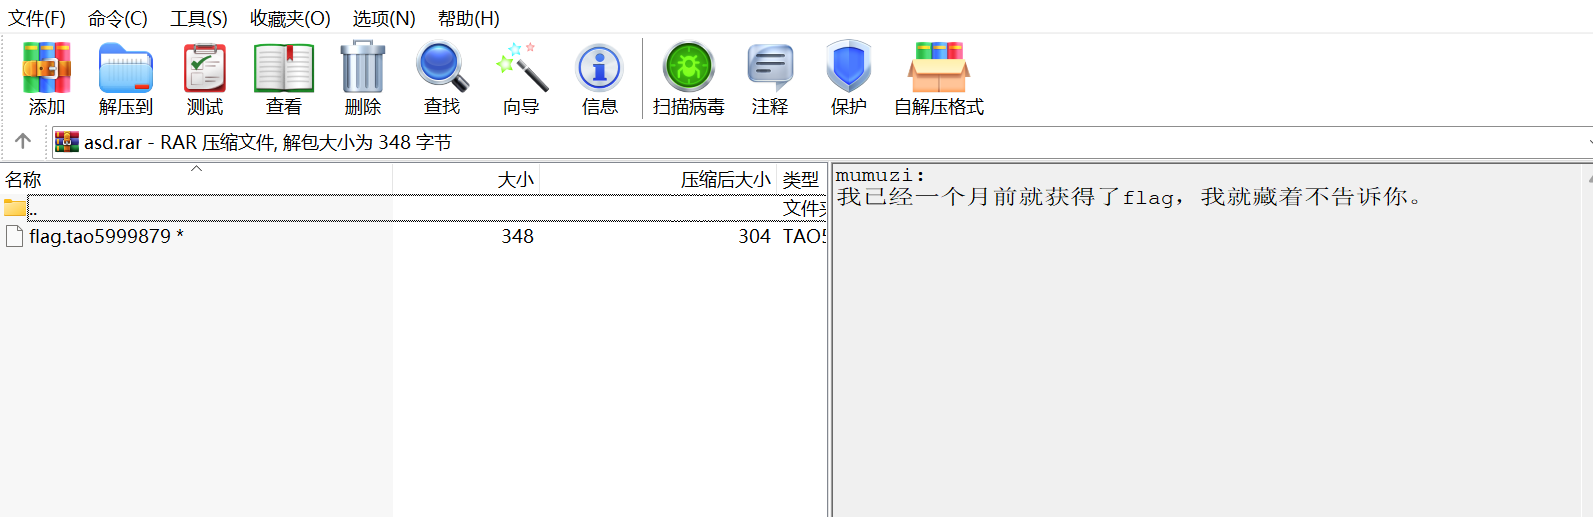 文件(F) 命令(C) 工具(S) 收藏夹(O) 选项(N) 帮助(H)
添加 解压到 测试 查看 删除 查找 向导 信息 扫描病毒 注释 保护 自解压格式
asd.rar - RAR 压缩文件, 解包大小为 348 字节
名称 大小 压缩后大小 类型
.. 文件夹
flag.tao5999879 * 348 304 TAO5
mumuzi:
我已经一个月前就获得了flag，我就藏着不告诉你。